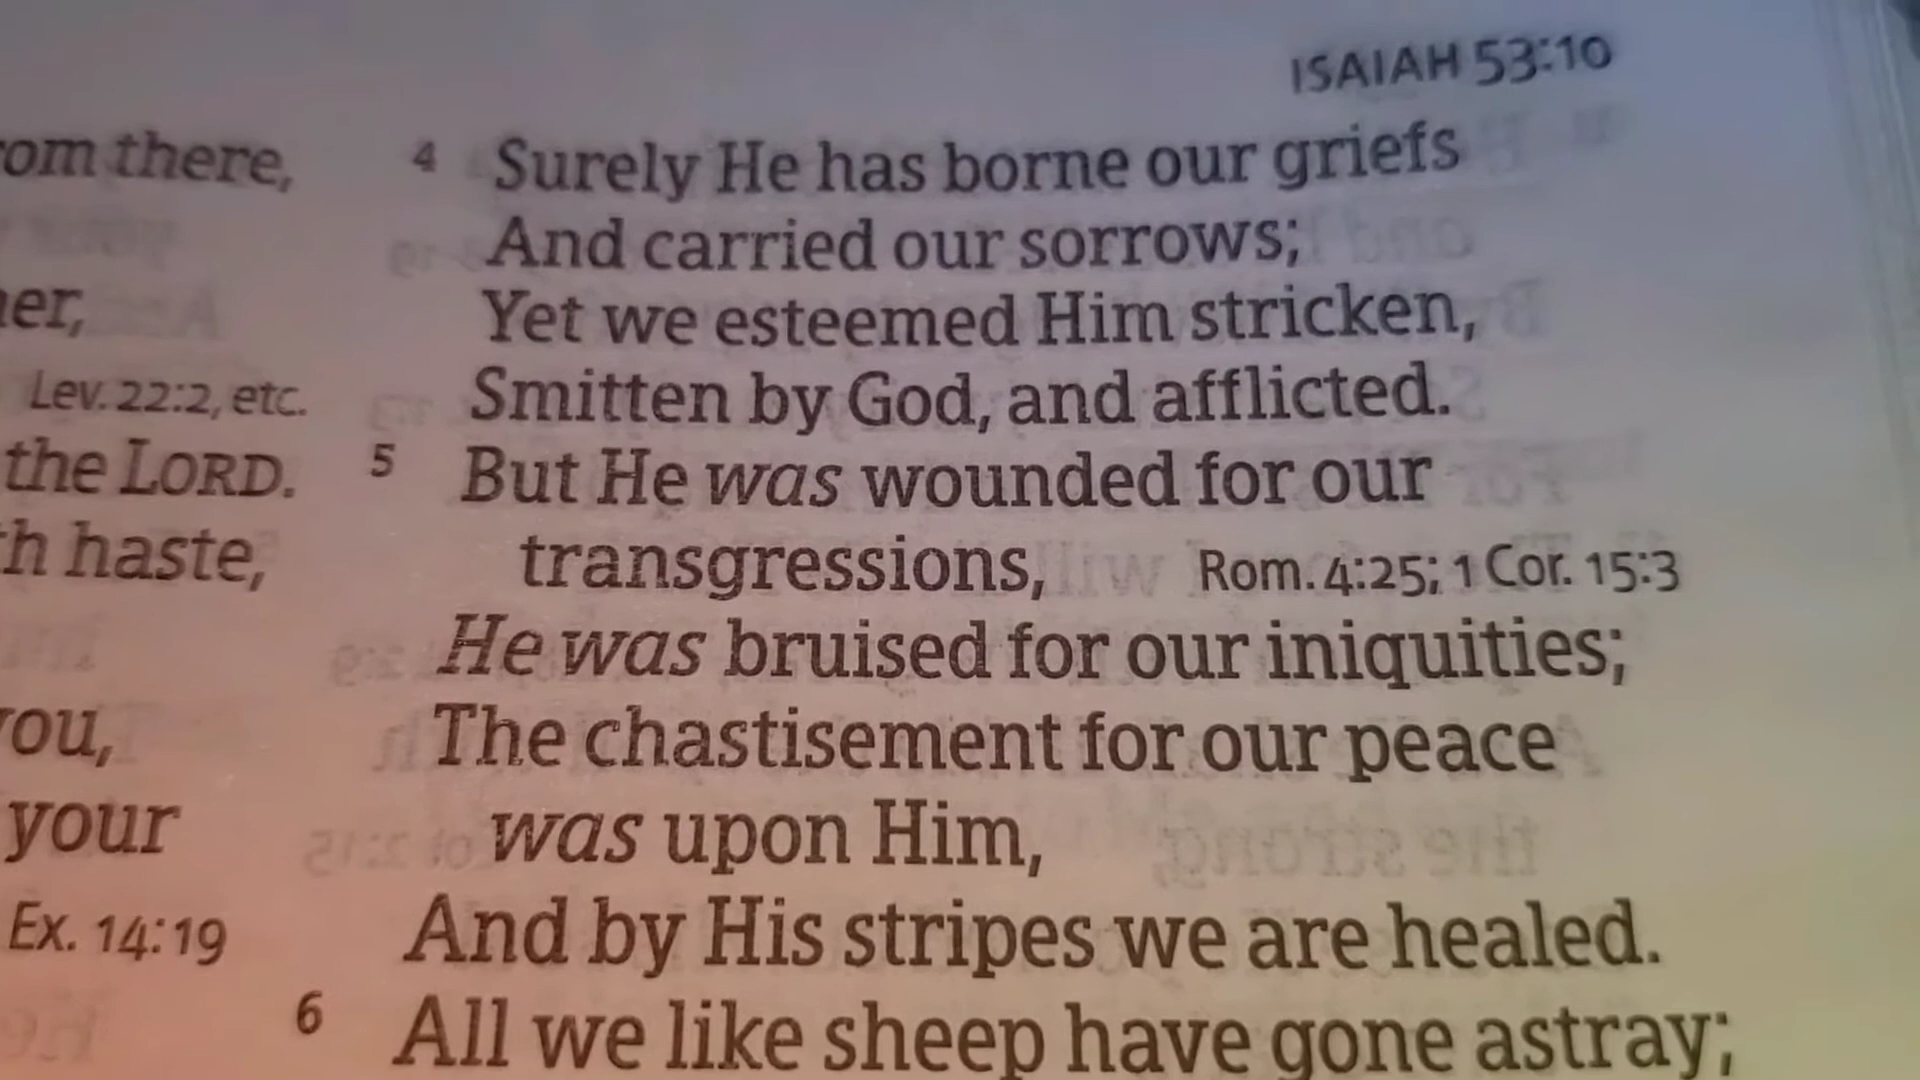 ISAIAH 53:10
om there,
er,
Lev. 22:2, etc.
the LORD.
h haste,
ou,
your
Ex. 14:19
4 Surely He has borne our griefs
And carried our sorrows;
Yet we esteemed Him stricken,
Smitten by God, and afflicted.
5 But He was wounded for our
transgressions, Rom. 4:25; 1 Cor. 15:3
He was bruised for our iniquities;
The chastisement for our peace
was upon Him,
And by His stripes we are healed.
6 All we like sheep have gone astray;